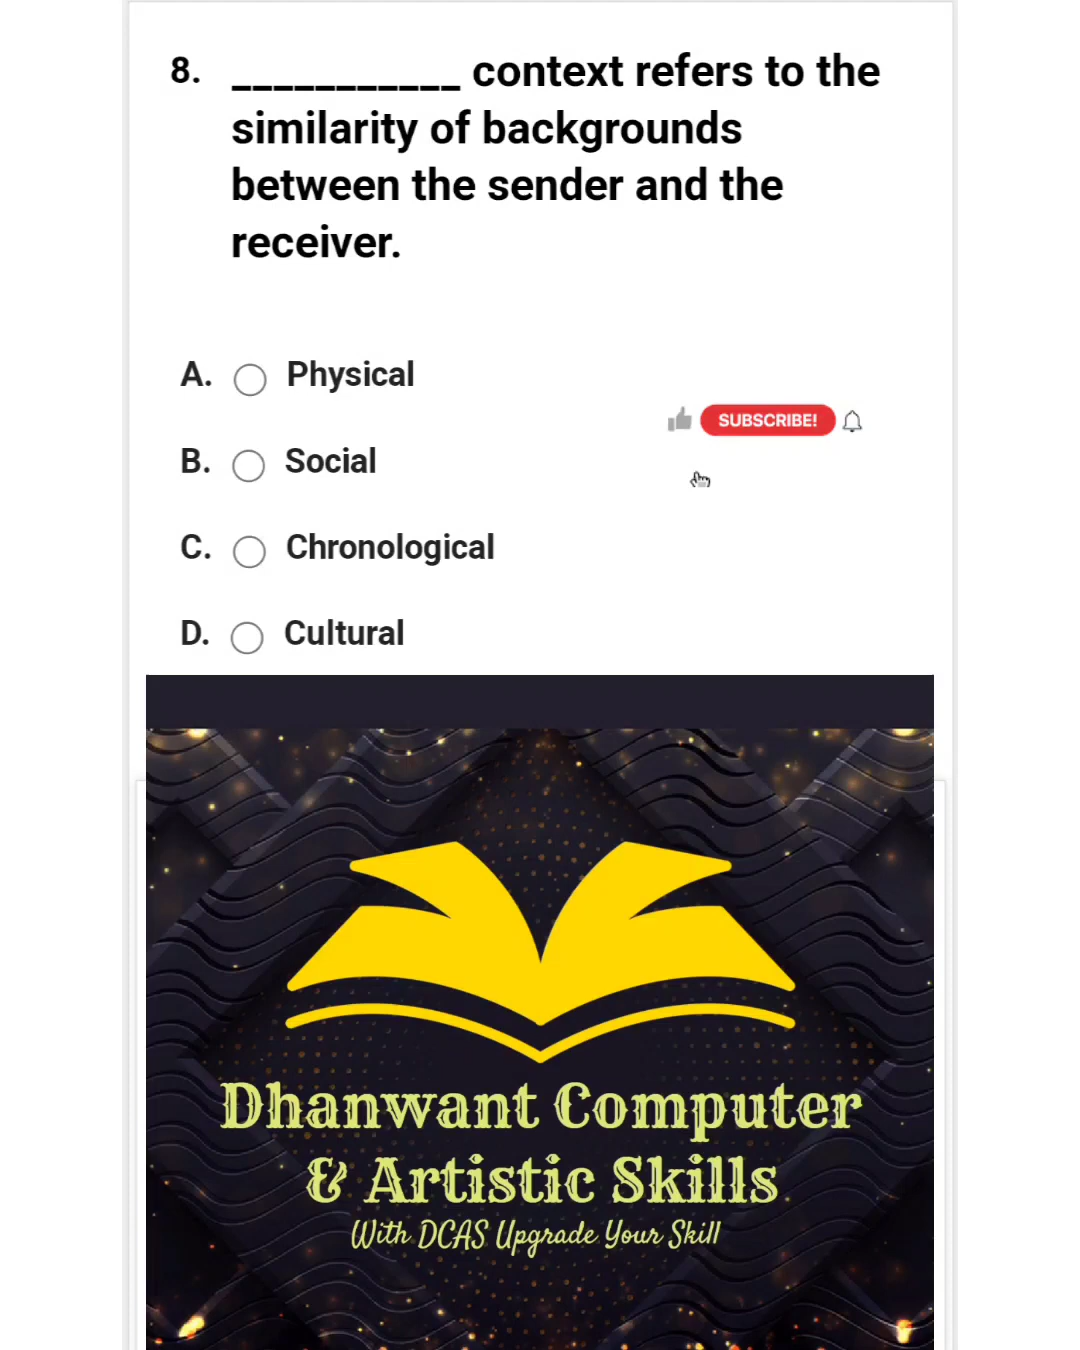 8. ___________ context refers to the
similarity of backgrounds
between the sender and the
receiver.
A. Physical
SUBSCRIBE!
B. Social
C. Chronological
D. Cultural
Dhanwant Computer
& Artistic Skills
With DCAS Upgrade Your Skill